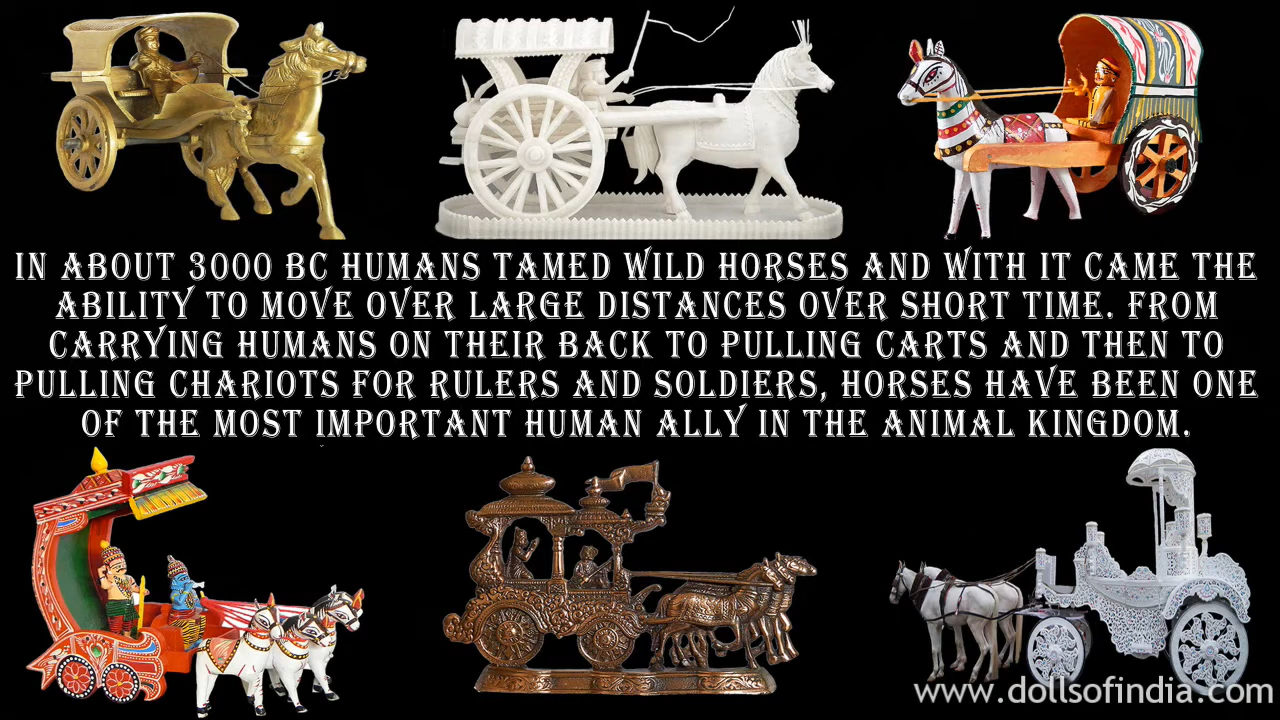 IN ABOUT 3000 BC HUMANS TAMED WILD HORSES AND WITH IT CAME THE
ABILITY TO MOVE OVER LARGE DISTANCES OVER SHORT TIME. FROM
CARRYING HUMANS ON THEIR BACK TO PULLING CARTS AND THEN TO
PULLING CHARIOTS FOR RULERS AND SOLDIERS, HORSES HAVE BEEN ONE
OF THE MOST IMPORTANT HUMAN ALLY IN THE ANIMAL KINGDOM.
www.dollsofindia.com